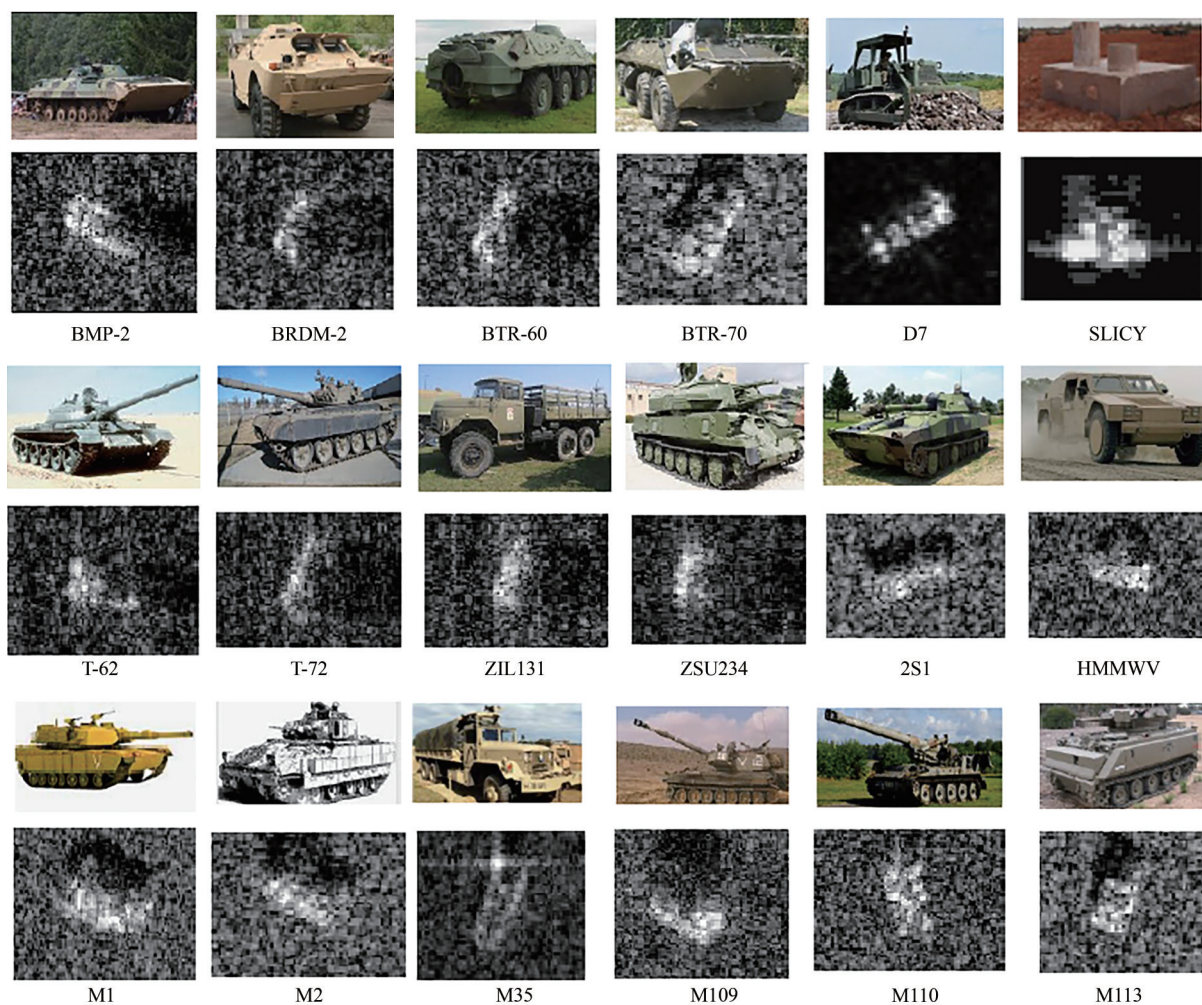 BMP-2 BRDM-2 BTR-60 BTR-70 D7 SLICY
T-62 T-72 ZIL131 ZSU234 2S1 HMMWV
M1 M2 M35 M109 M110 M113